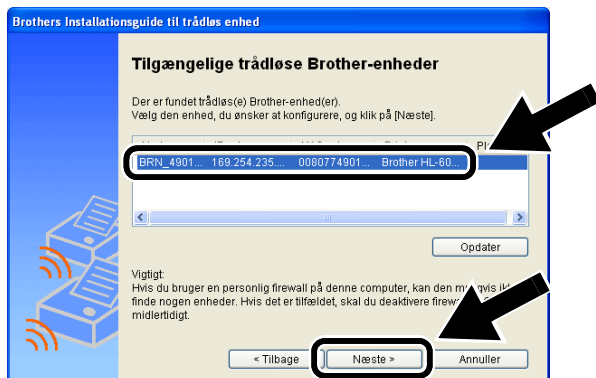 Brothers Installationsguide til trådløs enhed
Tilgængelige trådløse Brother-enheder
Der er fundet trådløs(e) Brother-enhed(er).
Vælg den enhed, du ønsker at konfigurere, og klik på [Næste].
BRN_4901... 169.254.235.... 0080774901... Brother HL-60...
Opdater
Vigtigt:
Hvis du bruger en personlig firewall på denne computer, kan den
finde nogen enheder. Hvis det er tilfældet, skal du deaktivere
midlertidigt.
< Tilbage Næste > Annuller